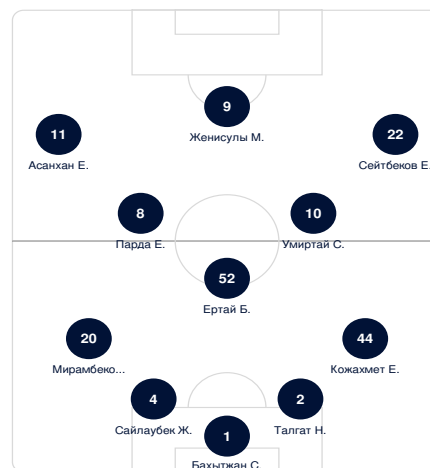 9
Женисулы М.
11
Асанхан Е.
22
Сейтбеков Е.
8
Парда Е.
10
Умиртай С.
52
Ертай Б.
20
Мирамбеко...
44
Кожахмет Е.
4
Сайлаубек Ж.
2
Талгат Н.
1
Бахытжан С